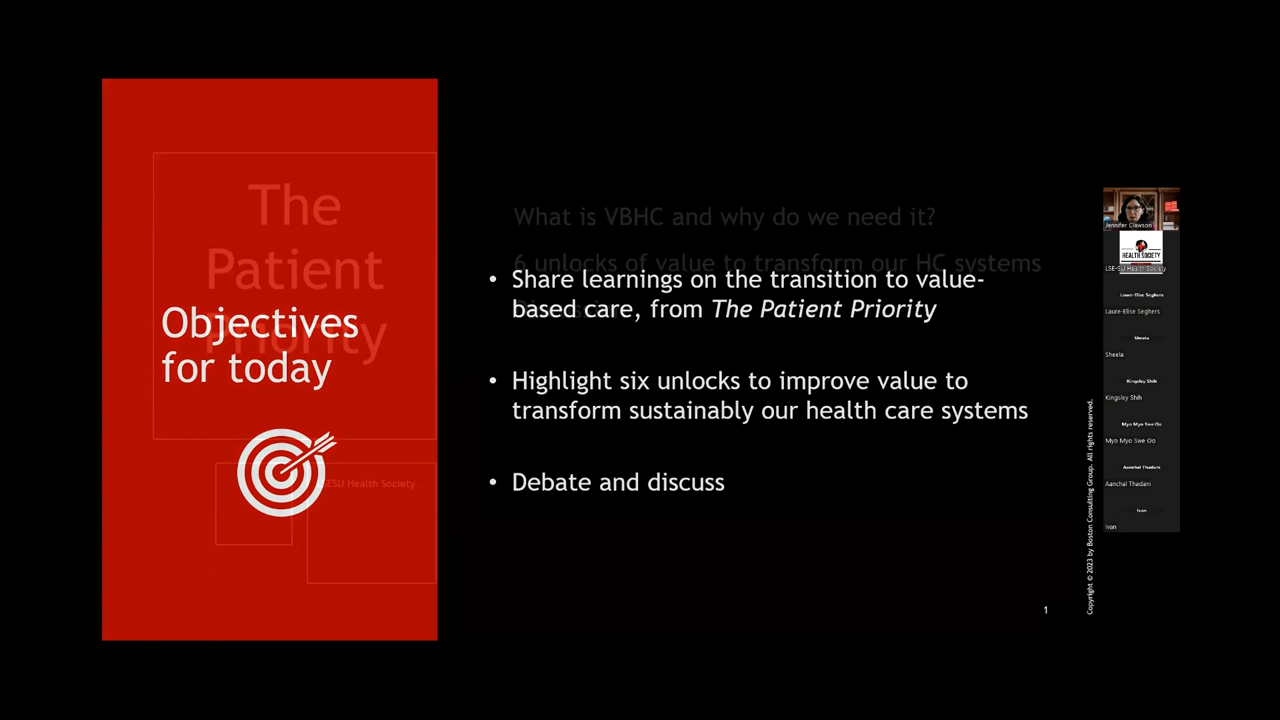 The
Patient
Priority
Objectives
for today
LSESU Health Society
What is VBHC and why do we need it?
6 unlocks of value to transform our HC systems
• Share learnings on the transition to value-
based care, from The Patient Priority
• Highlight six unlocks to improve value to
transform sustainably our health care systems
• Debate and discuss
1
Copyright © 2023 by Boston Consulting Group. All rights reserved.
Jennifer Clawson
HEALTH SOCIETY
LSE-SU Health Society
Laure-Elise Seghers
Laure-Elise Seghers
Sheela
Sheela
Kingsley Shih
Kingsley Shih
Myo Myo Swe Oo
Myo Myo Swe Oo
Aanchal Thadani
Aanchal Thadani
Ivon
Ivon